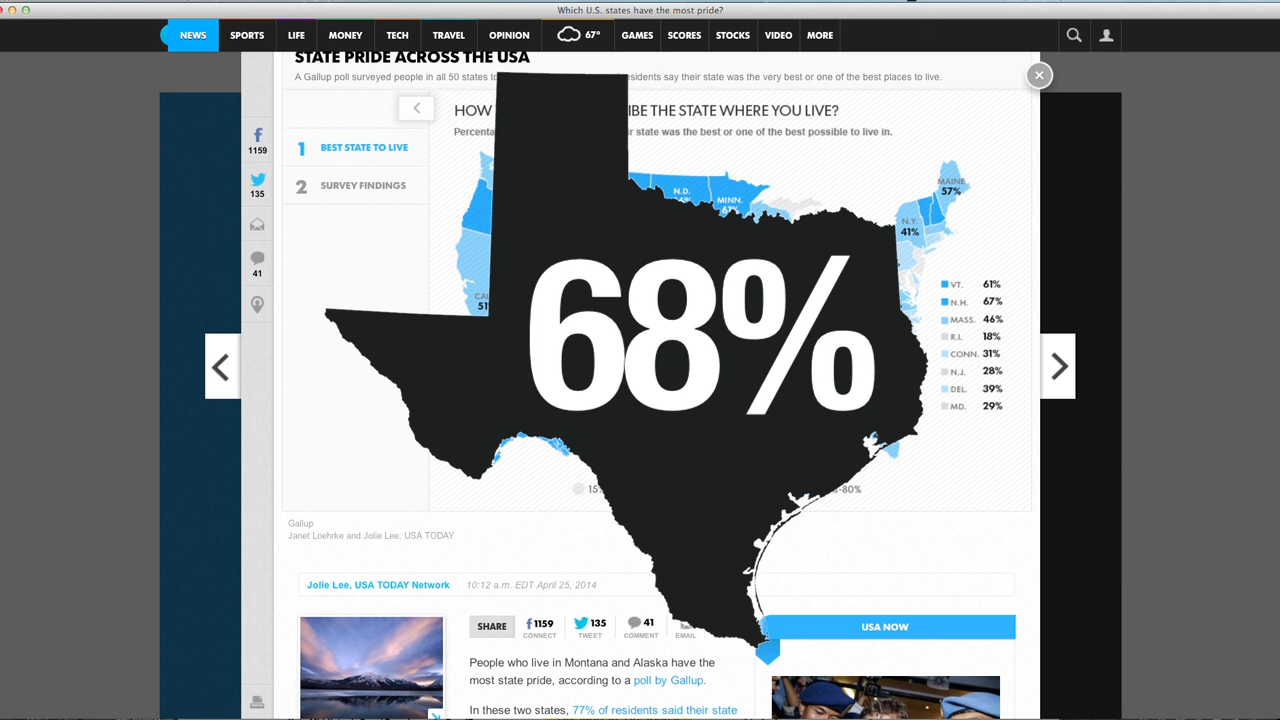 Which U.S. states have the most pride?
NEWS SPORTS LIFE MONEY TECH TRAVEL OPINION 67° GAMES SCORES STOCKS VIDEO MORE
STATE PRIDE ACROSS THE USA
A Gallup poll surveyed people in all 50 states residents say their state was the very best or one of the best places to live.
HOW THE STATE WHERE YOU LIVE?
state was the best or one of the best possible to live in.
1 BEST STATE TO LIVE
2 SURVEY FINDINGS
1159
135
41
N.D.
MINN.
MAINE
57%
N.Y.
41%
68%
VT. 61%
N.H. 67%
MASS. 46%
R.I. 18%
CONN. 31%
N.J. 28%
DEL. 39%
MD. 29%
-80%
Gallup
Janet Loehrke and Jolie Lee, USA TODAY
Jolie Lee, USA TODAY Network 10:12 a.m. EDT April 25, 2014
SHARE 1159 CONNECT 135 TWEET 41 COMMENT EMAIL
USA NOW
People who live in Montana and Alaska have the
most state pride, according to a poll by Gallup.
In these two states, 77% of residents said their state